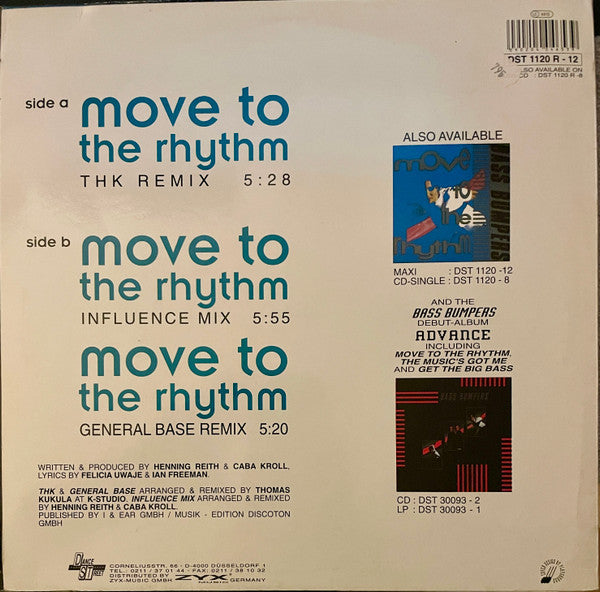 DST 1120 R - 12
ALSO AVAILABLE ON
CD : DST 1120 R -8
side a
move to
the rhythm
THK REMIX 5:28
side b
move to
the rhythm
INFLUENCE MIX 5:55
move to
the rhythm
GENERAL BASE REMIX 5:20
WRITTEN & PRODUCED BY HENNING REITH & CABA KROLL,
LYRICS BY FELICIA UWAJE & IAN FREEMAN.
THK & GENERAL BASE ARRANGED & REMIXED BY THOMAS
KUKULA AT K-STUDIO. INFLUENCE MIX ARRANGED & REMIXED
BY HENNING REITH & CABA KROLL.
PUBLISHED BY I & EAR GMBH / MUSIK - EDITION DISCOTON
GMBH
ALSO AVAILABLE
move
to
the
rhythm
BASS BUMPERS
MAXI : DST 1120 -12
CD-SINGLE : DST 1120 - 8
AND THE
BASS BUMPERS
DEBUT-ALBUM
ADVANCE
INCLUDING
MOVE TO THE RHYTHM,
THE MUSIC'S GOT ME
AND GET THE BIG BASS
BASS BUMPERS
CD : DST 30093 - 2
LP : DST 30093 - 1
DANCE
STREET
CORNELIUSSTR. 66 - D-4000 DÜSSELDORF 1
TEL.: 0211 / 37 01 44 - FAX: 0211 / 38 10 32
DISTRIBUTED BY
ZYX-MUSIC GMBH
ZYX
MUSIC
GERMANY